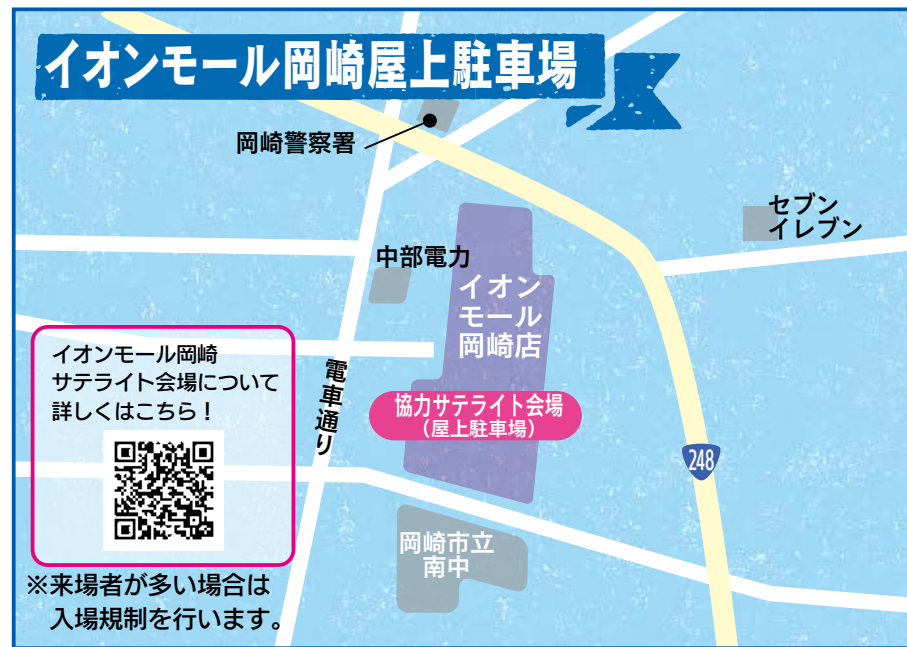 イオンモール岡崎屋上駐車場
岡崎警察署
セブン
イレブン
中部電力
イオン
モール
岡崎店
イオンモール岡崎
サテライト会場について
詳しくはこちら！
電車通り
協力サテライト会場
（屋上駐車場）
248
岡崎市立
南中
※来場者が多い場合は
入場規制を行います。